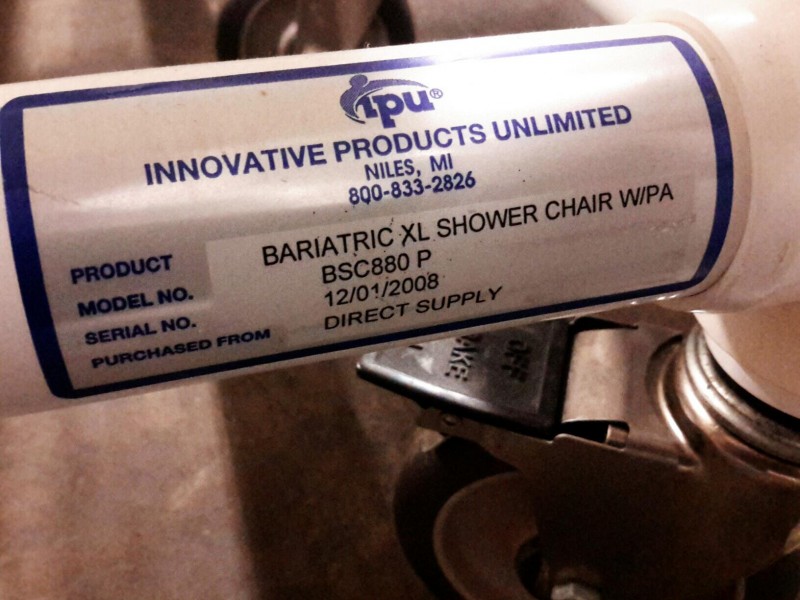 ipu®
INNOVATIVE PRODUCTS UNLIMITED
NILES, MI
800-833-2826
PRODUCT BARIATRIC XL SHOWER CHAIR W/PA
MODEL NO. BSC880 P
SERIAL NO. 12/01/2008
PURCHASED FROM DIRECT SUPPLY
OFF